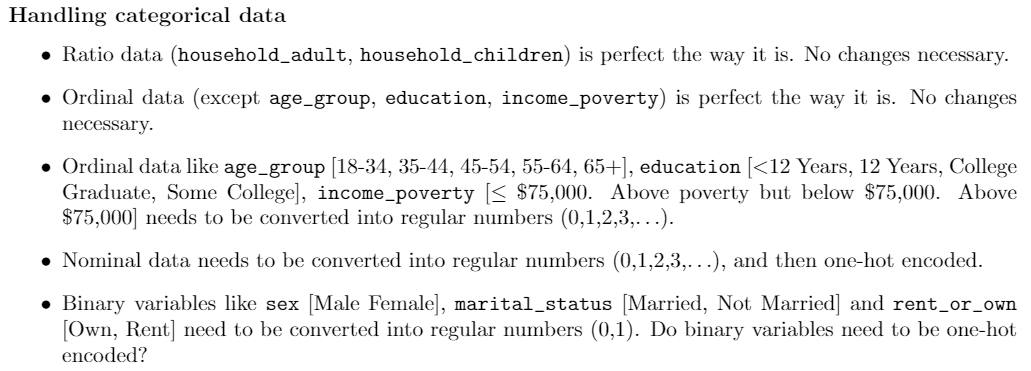 Handling categorical data
• Ratio data (household_adult, household_children) is perfect the way it is. No changes necessary.
• Ordinal data (except age_group, education, income_poverty) is perfect the way it is. No changes
necessary.
• Ordinal data like age_group [18-34, 35-44, 45-54, 55-64, 65+], education [<12 Years, 12 Years, College
Graduate, Some College], income_poverty [≤ $75,000. Above poverty but below $75,000. Above
$75,000] needs to be converted into regular numbers (0,1,2,3,...).
• Nominal data needs to be converted into regular numbers (0,1,2,3,...), and then one-hot encoded.
• Binary variables like sex [Male Female], marital_status [Married, Not Married] and rent_or_own
[Own, Rent] need to be converted into regular numbers (0,1). Do binary variables need to be one-hot
encoded?